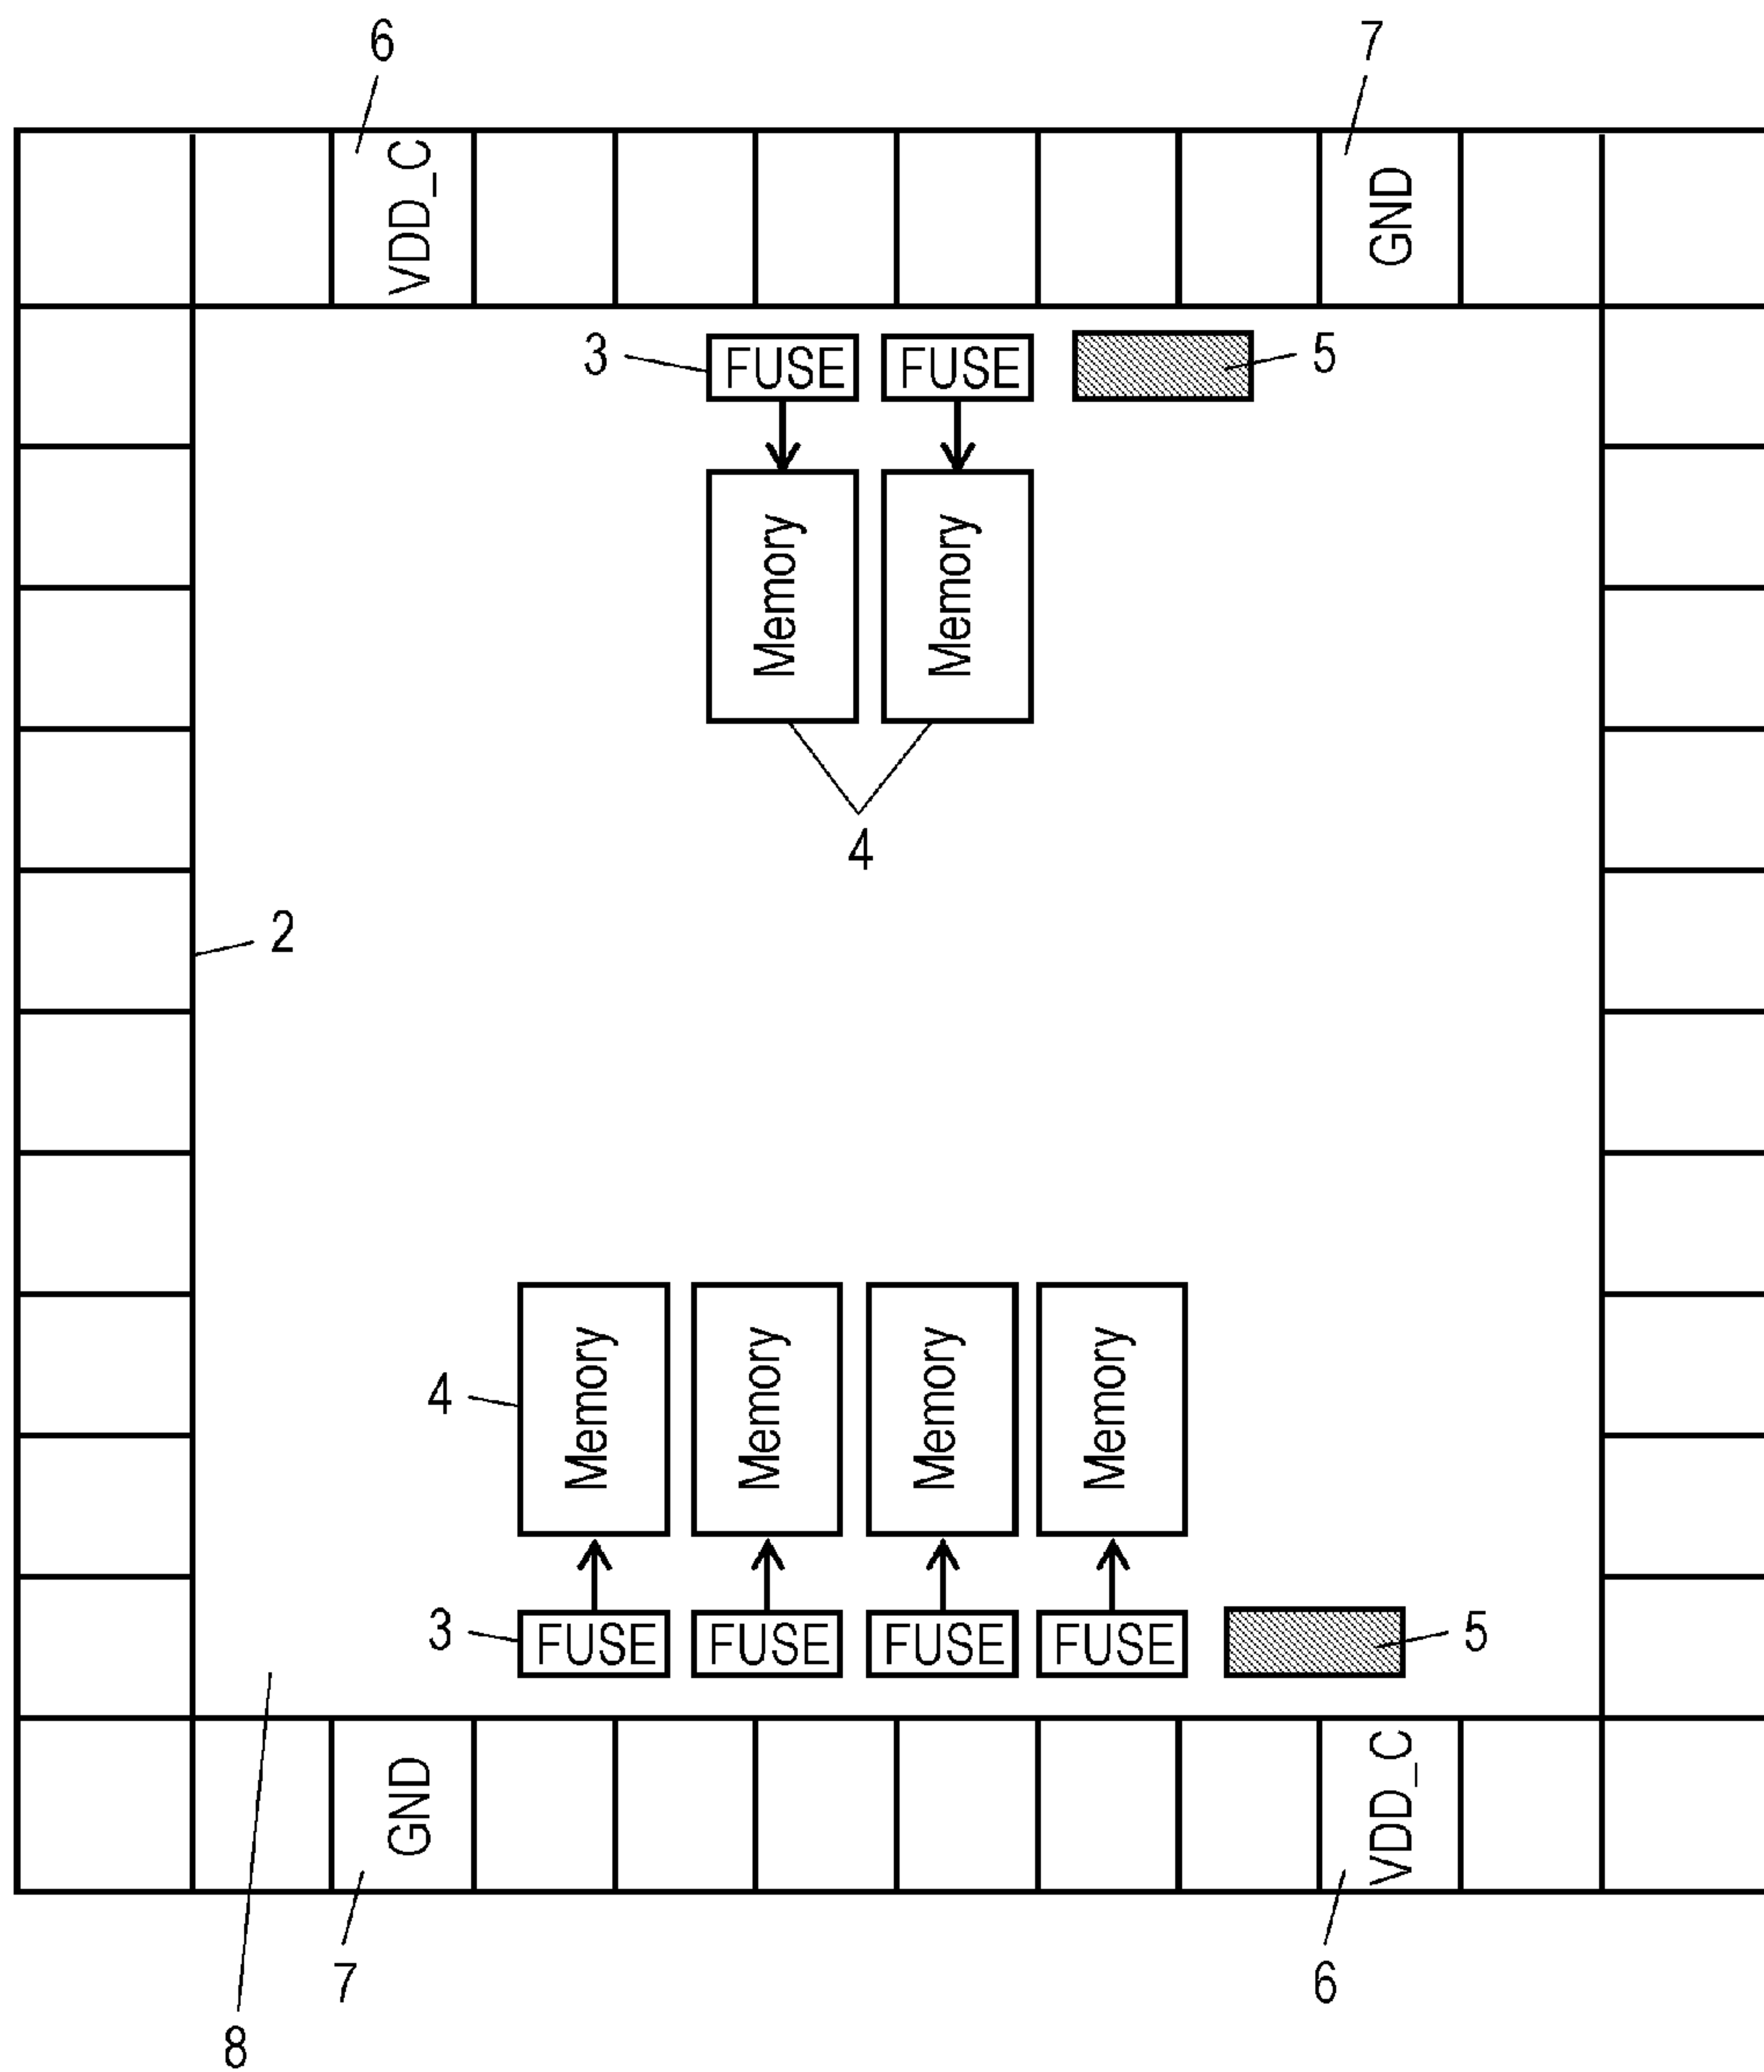 6
7
VDD_C
GND
3
FUSE
FUSE
5
Memory
Memory
4
2
4
Memory
Memory
Memory
Memory
3
FUSE
FUSE
FUSE
FUSE
5
GND
VDD_C
7
6
8